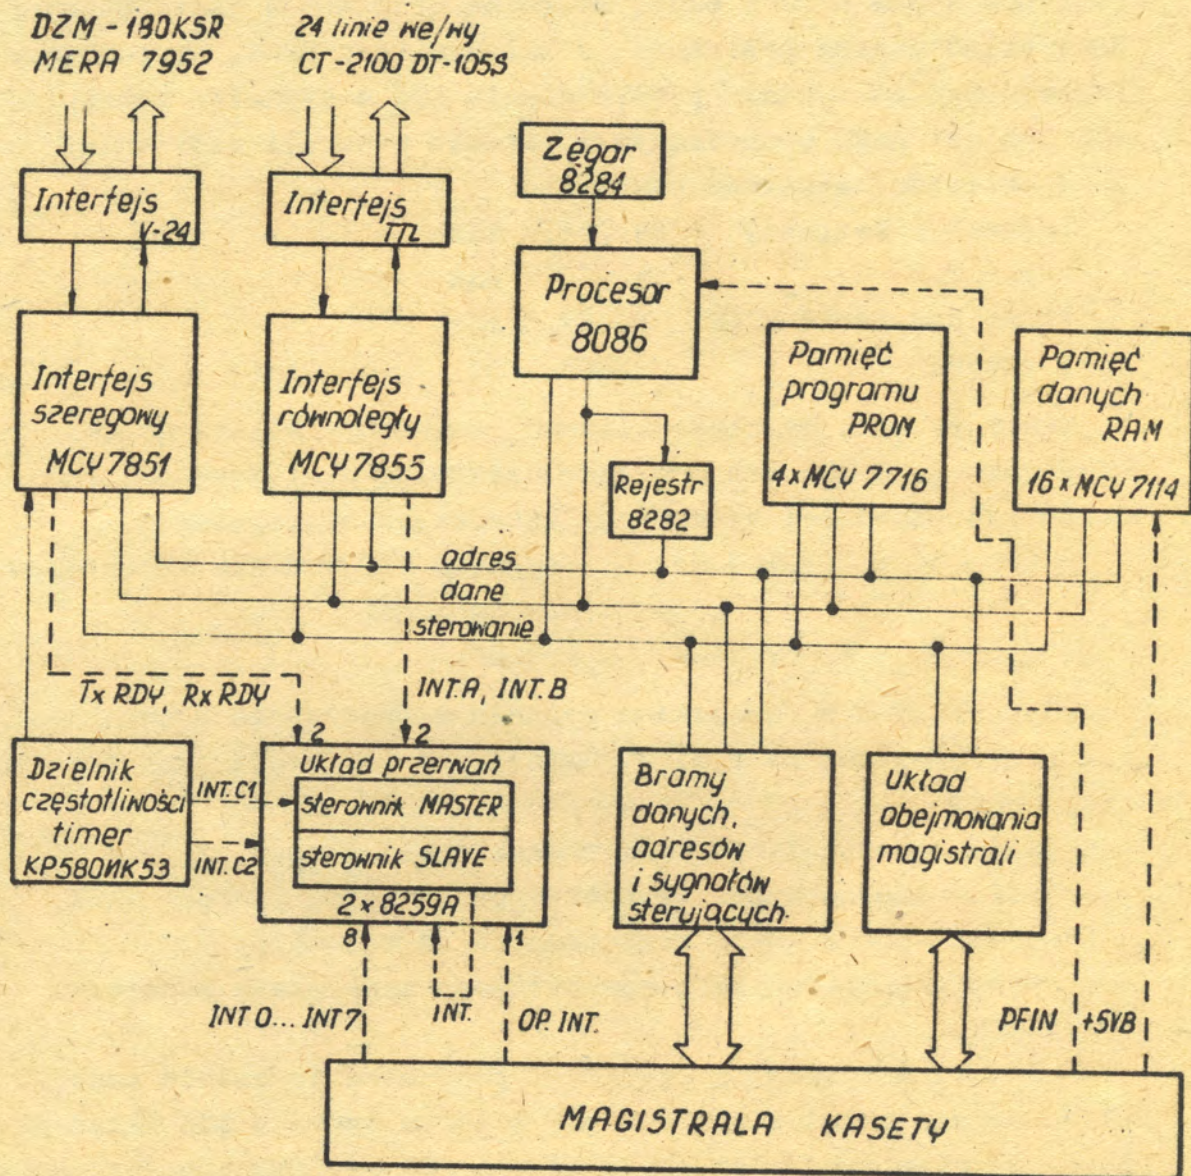 DZM - 180KSR
MERA 7952
24 linie we/wy
CT-2100 DT-105S
Zegar
8284
Interfejs
V-24
Interfejs
TTL
Procesor
8086
Interfejs
szeregowy
MCY 7851
Interfejs
równoległy
MCY 7855
Pamięć
programu
PROM
4 x MCY 7716
Pamięć
danych
RAM
16 x MCY 7114
Rejestr
8282
adres
dane
sterowanie
Tx RDY, Rx RDY
INT.A, INT.B
2
2
Dzielnik
częstotliwości
timer
KP580ИK53
INT.C1
INT.C2
układ przerwań
sterownik MASTER
sterownik SLAVE
2 x 8259A
8
1
Bramy
danych,
adresów
i sygnałów
sterujących
Układ
obejmowania
magistrali
INT 0... INT 7
INT.
OP. INT.
PFIN
+5VB
MAGISTRALA KASETY